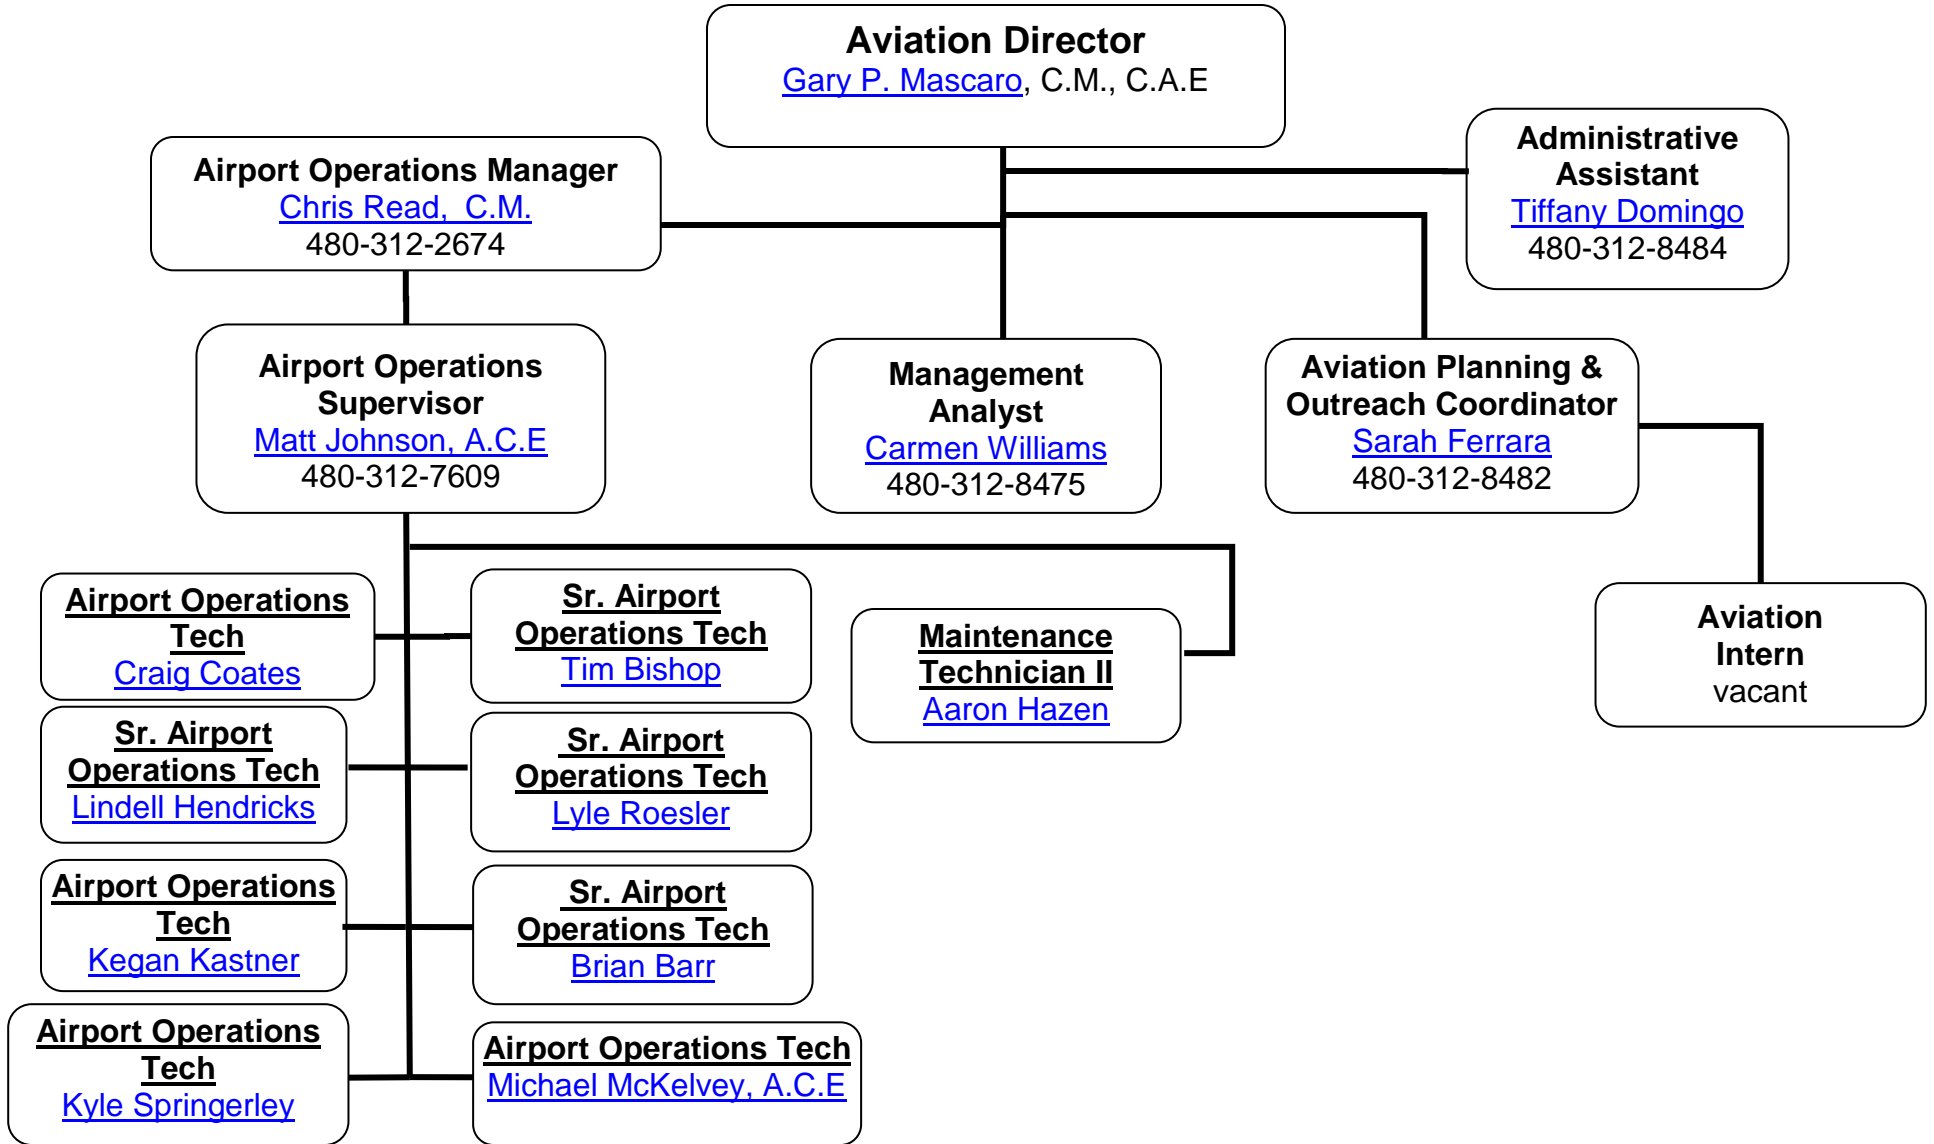 Aviation Director
Gary P. Mascaro, C.M., C.A.E
Airport Operations Manager
Chris Read,  C.M.
480-312-2674
Administrative
Assistant
Tiffany Domingo
480-312-8484
Airport Operations
Supervisor
Matt Johnson, A.C.E
480-312-7609
Management
Analyst
Carmen Williams
480-312-8475
Aviation Planning &
Outreach Coordinator
Sarah Ferrara
480-312-8482
Airport Operations
Tech
Craig Coates
Sr. Airport
Operations Tech
Tim Bishop
Maintenance
Technician II
Aaron Hazen
Aviation
Intern
vacant
Sr. Airport
Operations Tech
Lindell Hendricks
Sr. Airport
Operations Tech
Lyle Roesler
Airport Operations
Tech
Kegan Kastner
Sr. Airport
Operations Tech
Brian Barr
Airport Operations
Tech
Kyle Springerley
Airport Operations Tech
Michael McKelvey, A.C.E